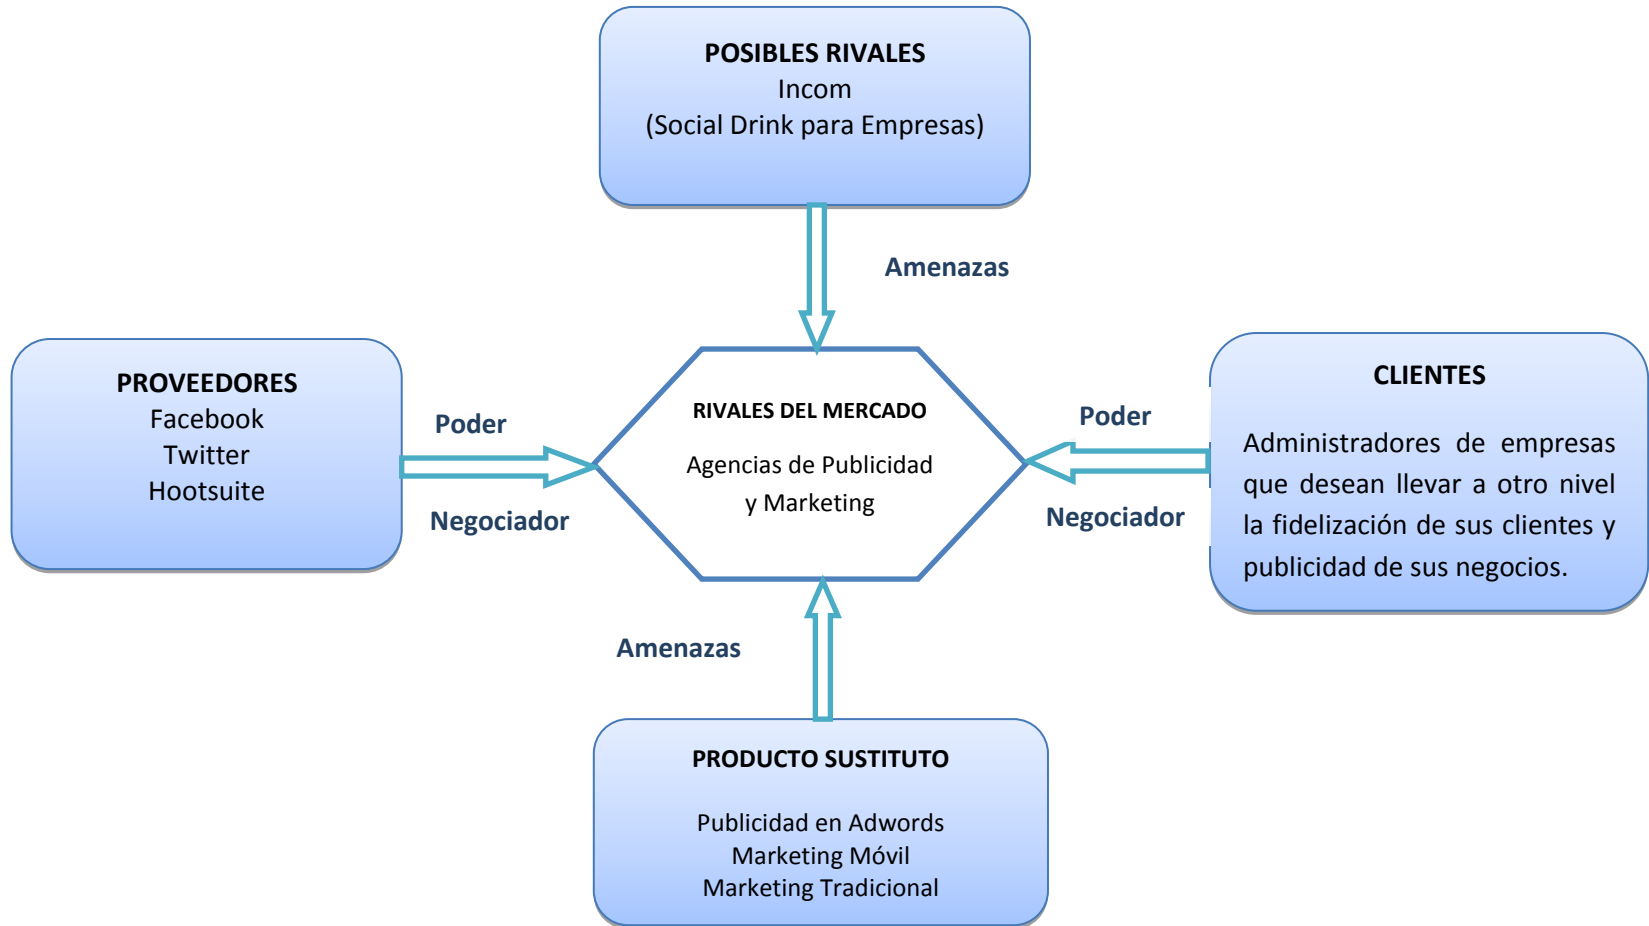 POSIBLES RIVALES
Incom
(Social Drink para Empresas)
Amenazas
PROVEEDORES
Facebook
Twitter
Hootsuite
Poder
Negociador
RIVALES DEL MERCADO
Agencias de Publicidad
y Marketing
Poder
Negociador
CLIENTES
Administradores de empresas
que desean llevar a otro nivel
la fidelización de sus clientes y
publicidad de sus negocios.
Amenazas
PRODUCTO SUSTITUTO
Publicidad en Adwords
Marketing Móvil
Marketing Tradicional